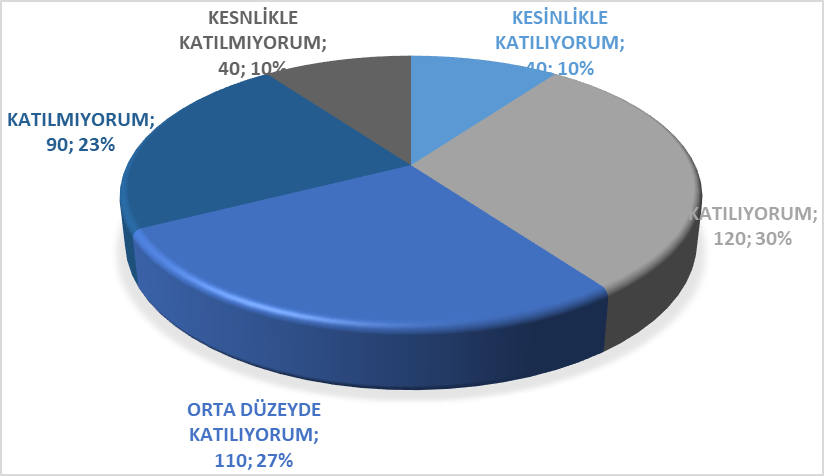 KESNLİKLE
KATILMIYORUM;
40; 10%
KESİNLİKLE
KATILIYORUM;
40; 10%
KATILMIYORUM;
90; 23%
KATILIYORUM;
120; 30%
ORTA DÜZEYDE
KATILIYORUM;
110; 27%